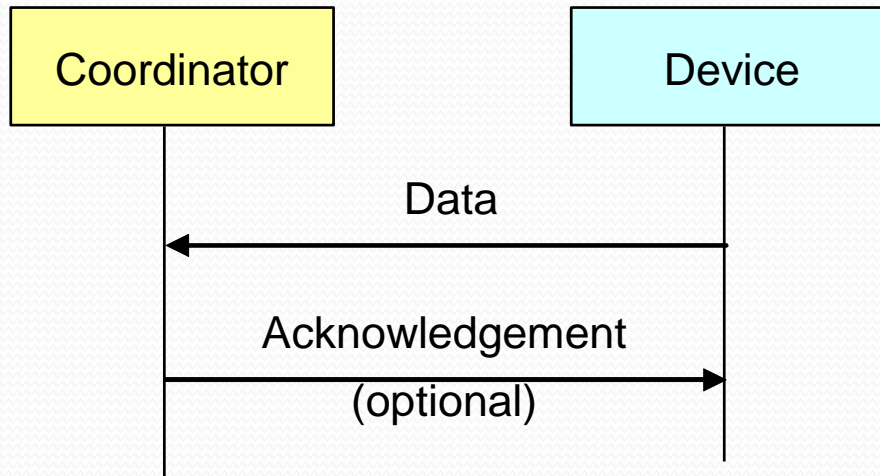 Coordinator
Device
Data
Acknowledgement
(optional)